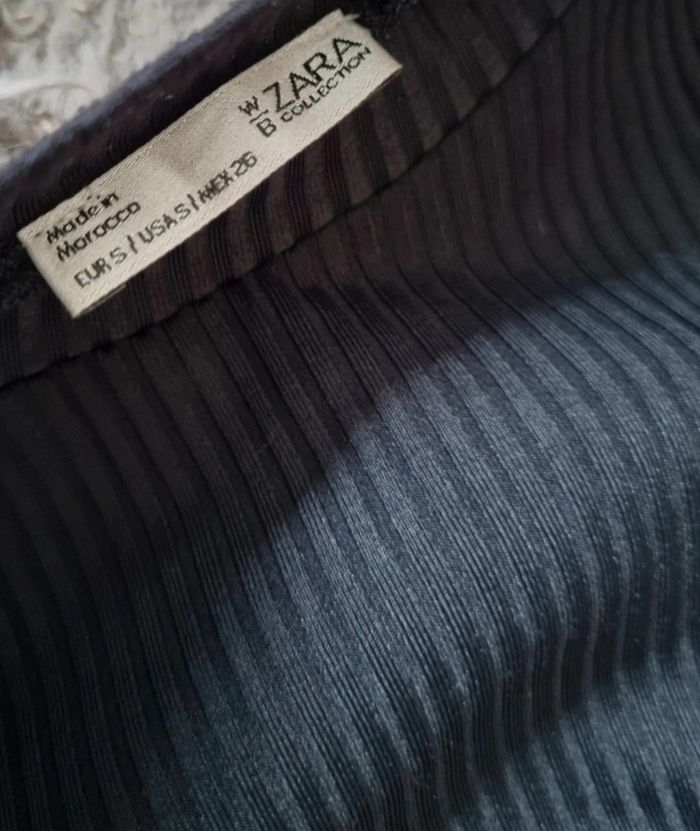 W/B ZARA
COLLECTION
Made in
Morocco
EUR S / USA S / MEX 26